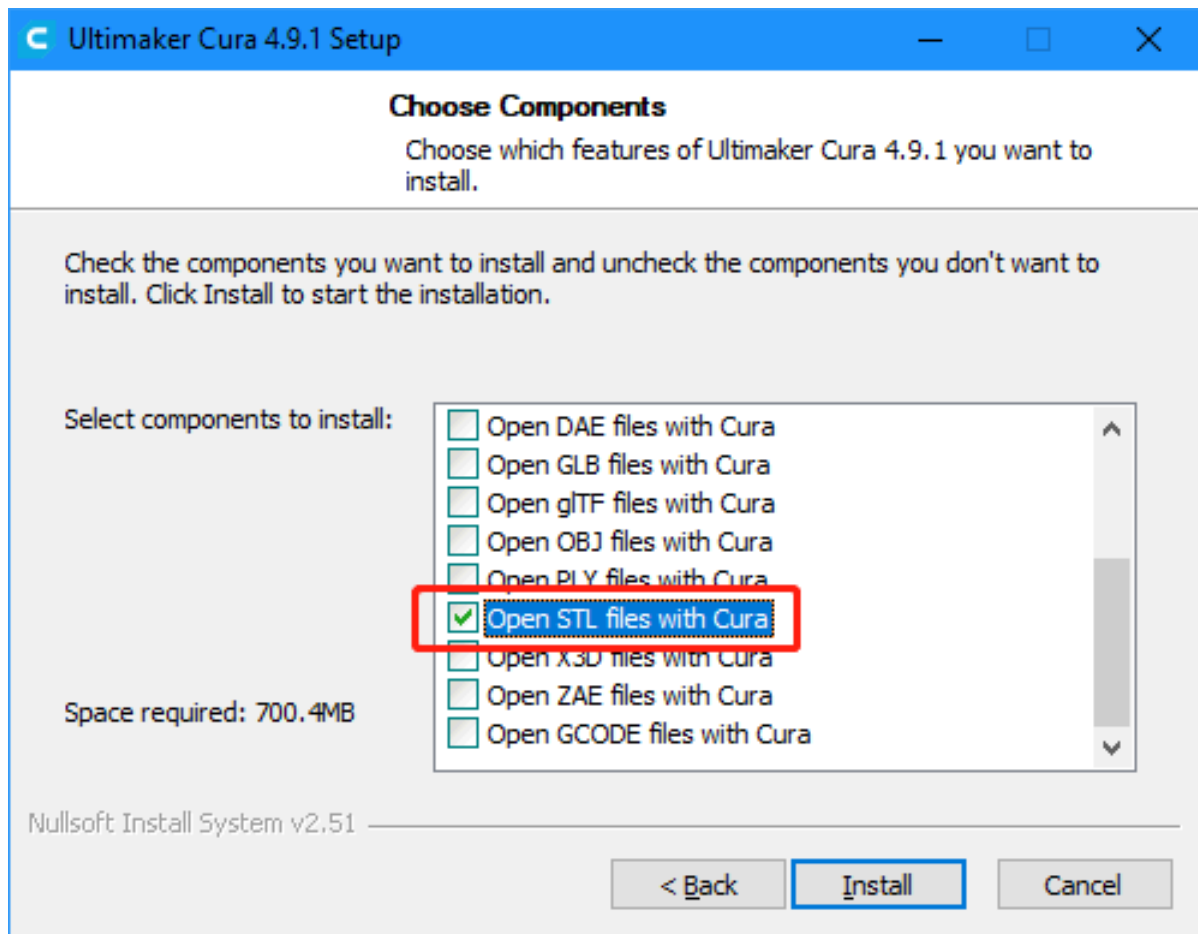 Ultimaker Cura 4.9.1 Setup
Choose Components
Choose which features of Ultimaker Cura 4.9.1 you want to
install.
Check the components you want to install and uncheck the components you don't want to
install. Click Install to start the installation.
Select components to install:
Open DAE files with Cura
Open GLB files with Cura
Open glTF files with Cura
Open OBJ files with Cura
Open PLY files with Cura
Open STL files with Cura
Open X3D files with Cura
Open ZAE files with Cura
Open GCODE files with Cura
Space required: 700.4MB
Nullsoft Install System v2.51
< Back
Install
Cancel